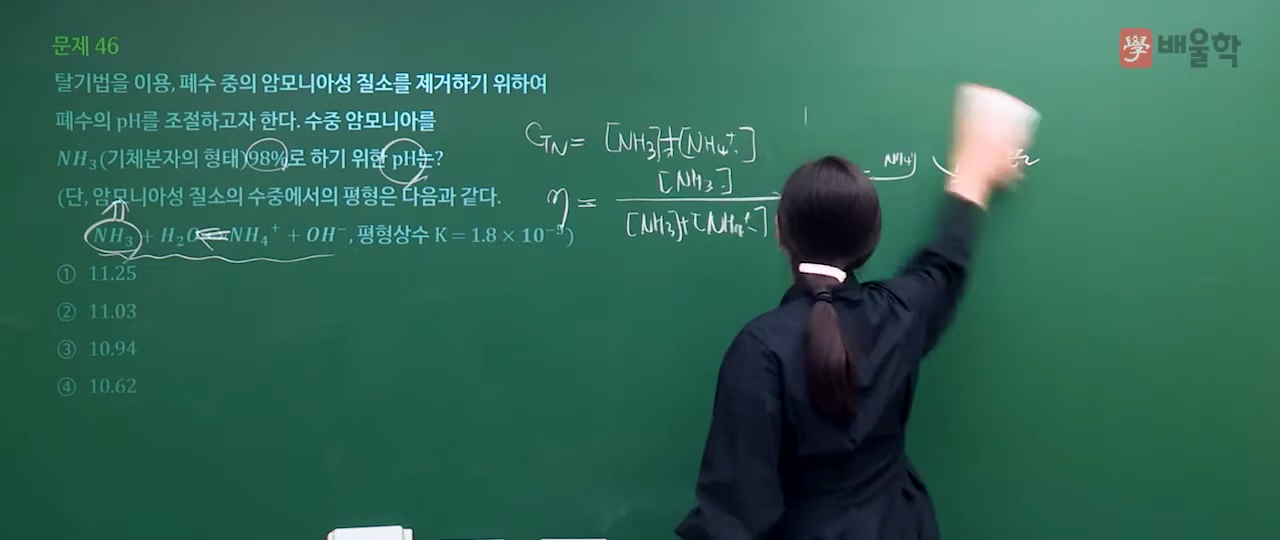 문제 46
學 배울학
탈기법을 이용, 폐수 중의 암모니아성 질소를 제거하기 위하여
폐수의 pH를 조절하고자 한다. 수중 암모니아를
NH₃(기체분자의 형태)98%로 하기 위한 pH는?
(단, 암모니아성 질소의 수중에서의 평형은 다음과 같다.
NH₃ + H₂O NH₄⁺ + OH⁻, 평형상수 K = 1.8 × 10⁻⁵)
① 11.25
② 11.03
③ 10.94
④ 10.62
= [NH₃]+[NH₄⁺]
η = [NH₃]
[NH₃]+[NH₄⁺]